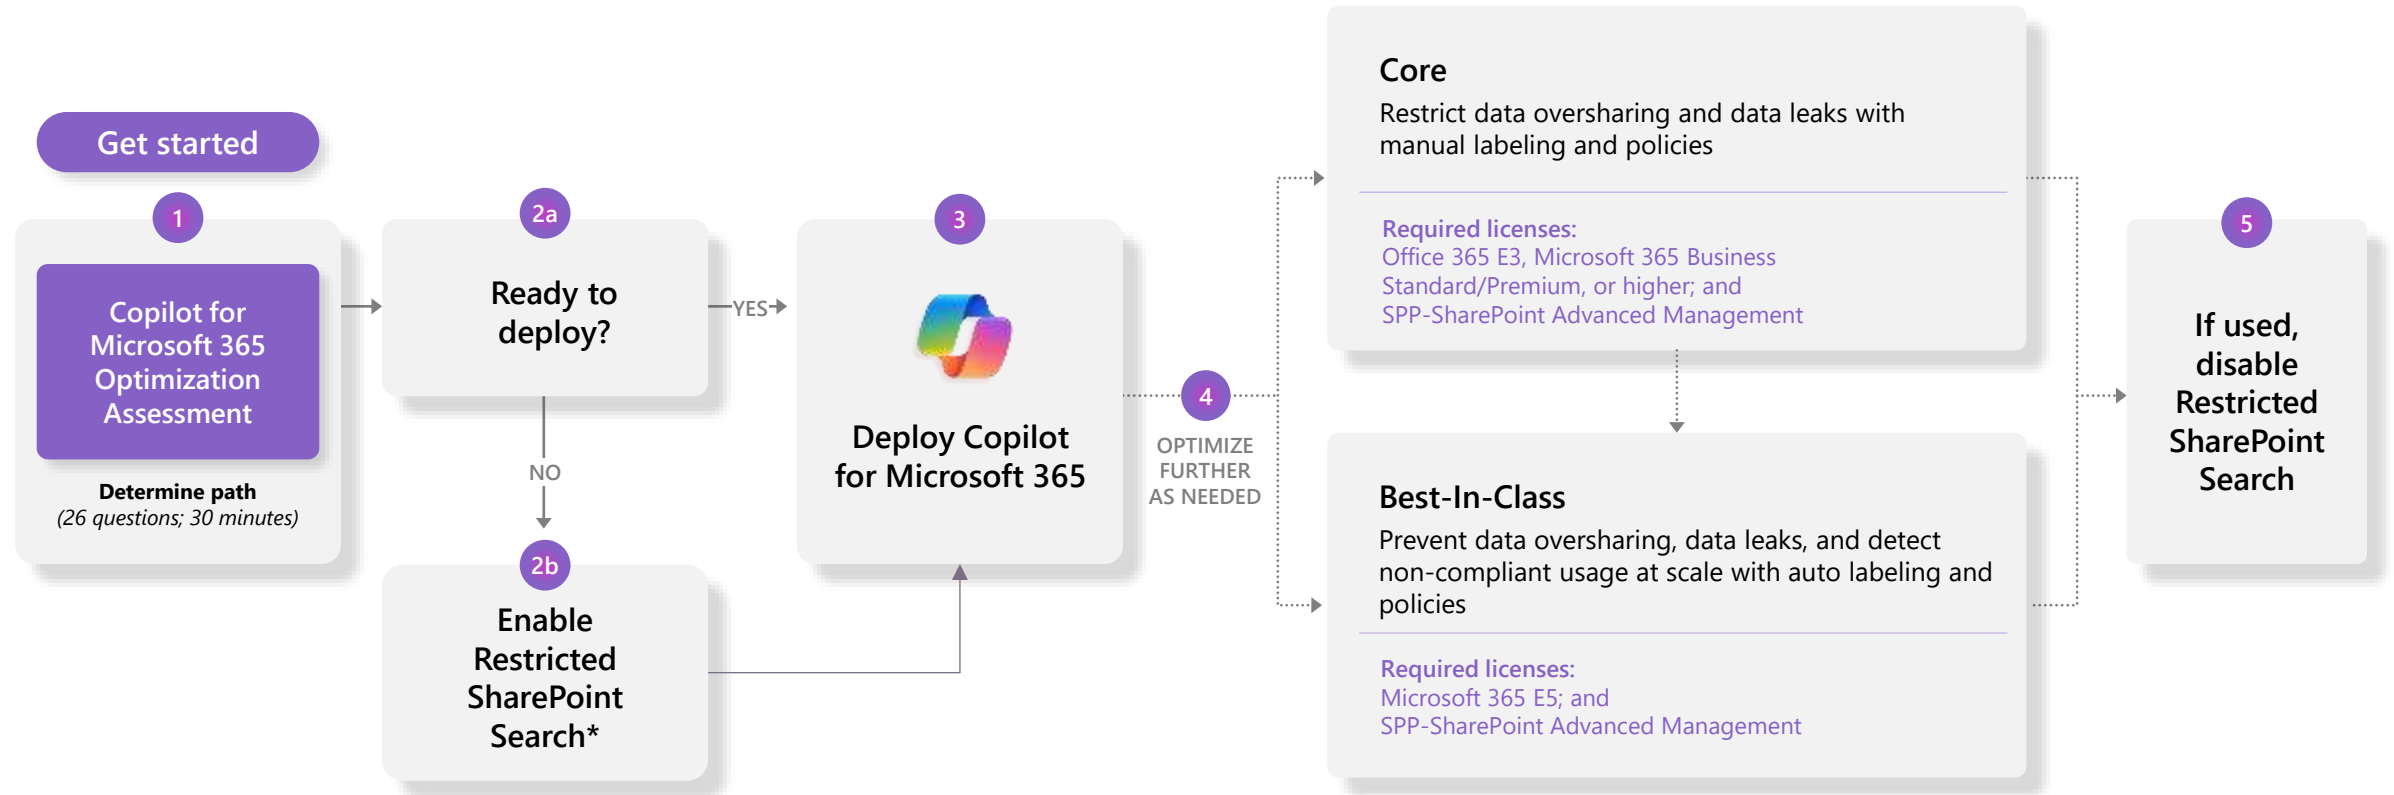 Get started
1
Copilot for
Microsoft 365
Optimization
Assessment
Determine path
(26 questions; 30 minutes)
2a
Ready to
deploy?
YES
NO
2b
Enable
Restricted
SharePoint
Search*
3
Deploy Copilot
for Microsoft 365
4
OPTIMIZE
FURTHER
AS NEEDED
Core
Restrict data oversharing and data leaks with
manual labeling and policies
Required licenses:
Office 365 E3, Microsoft 365 Business
Standard/Premium, or higher; and
SPP-SharePoint Advanced Management
Best-In-Class
Prevent data oversharing, data leaks, and detect
non-compliant usage at scale with auto labeling and
policies
Required licenses:
Microsoft 365 E5; and
SPP-SharePoint Advanced Management
5
If used,
disable
Restricted
SharePoint
Search